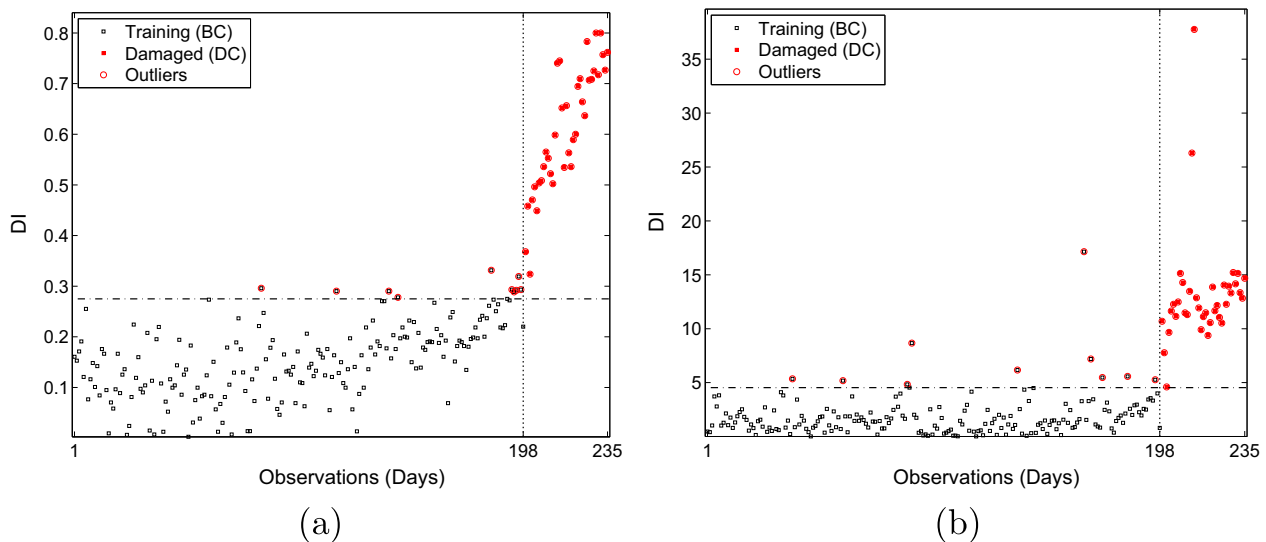 0.8
0.7
0.6
0.5
0.4
0.3
0.2
0.1
DI
Training (BC)
Damaged (DC)
Outliers
1
198
235
Observations (Days)
(a)
35
30
25
20
15
10
5
DI
Training (BC)
Damaged (DC)
Outliers
1
198
235
Observations (Days)
(b)